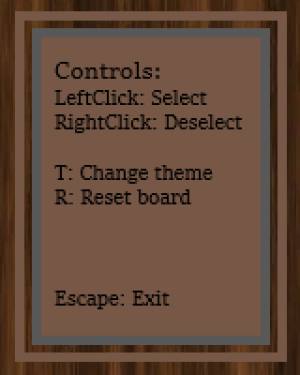 Controls:
LeftClick: Select
RightClick: Deselect
T: Change theme
R: Reset board
Escape: Exit